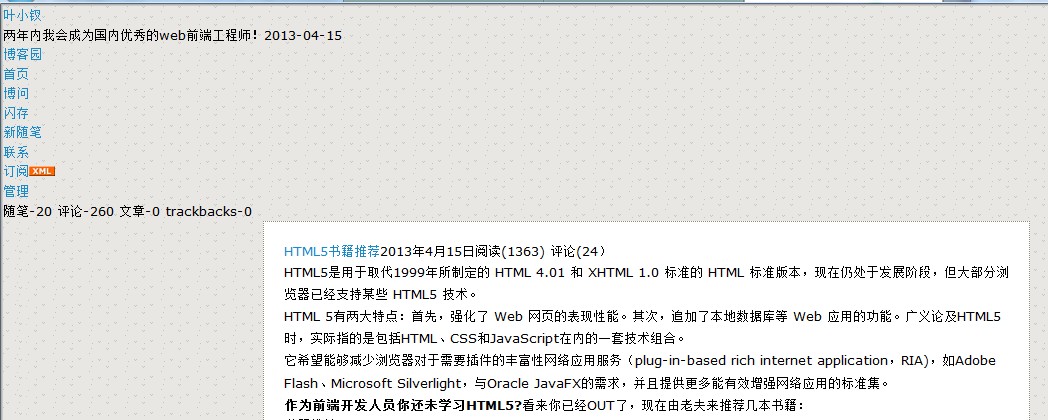 叶小钗
两年内我会成为国内优秀的web前端工程师！2013-04-15
博客园
首页
博问
闪存
新随笔
联系
订阅XML
管理
随笔-20 评论-260 文章-0 trackbacks-0
HTML5书籍推荐2013年4月15日阅读(1363) 评论(24)
HTML5是用于取代1999年所制定的 HTML 4.01 和 XHTML 1.0 标准的 HTML 标准版本，现在仍处于发展阶段，但大部分浏
览器已经支持某些 HTML5 技术。
HTML 5有两大特点：首先，强化了 Web 网页的表现性能。其次，追加了本地数据库等 Web 应用的功能。广义论及HTML5
时，实际指的是包括HTML、CSS和JavaScript在内的一套技术组合。
它希望能够减少浏览器对于需要插件的丰富性网络应用服务（plug-in-based rich internet application，RIA)，如Adobe
Flash、Microsoft Silverlight，与Oracle JavaFX的需求，并且提供更多能有效增强网络应用的标准集。
作为前端开发人员你还未学习HTML5?看来你已经OUT了，现在由老夫来推荐几本书籍：